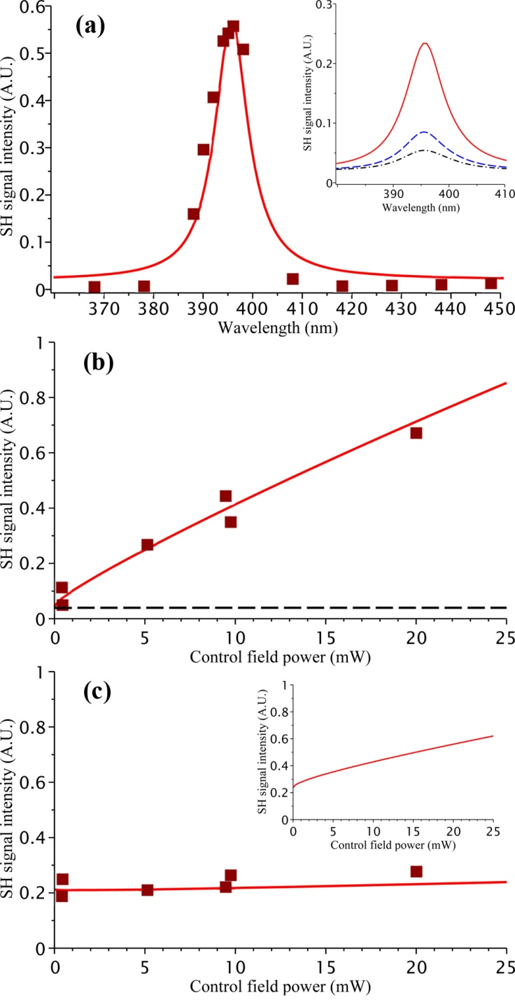 (a)
SH signal intensity (A.U.)
0.6
0.5
0.4
0.3
0.2
0.1
0
370 380 390 400 410 420 430 440 450
Wavelength (nm)
SH signal intensity (A.U.)
0.3
0.2
0.1
0
390 400 410
Wavelength (nm)
(b)
SH signal intensity (A.U.)
1
0.8
0.6
0.4
0.2
0
0 5 10 15 20 25
Control field power (mW)
(c)
SH signal intensity (A.U.)
1
0.8
0.6
0.4
0.2
0
0 5 10 15 20 25
Control field power (mW)
SH signal intensity (A.U.)
1
0.8
0.6
0.4
0.2
0
0 5 10 15 20 25
Control field power (mW)